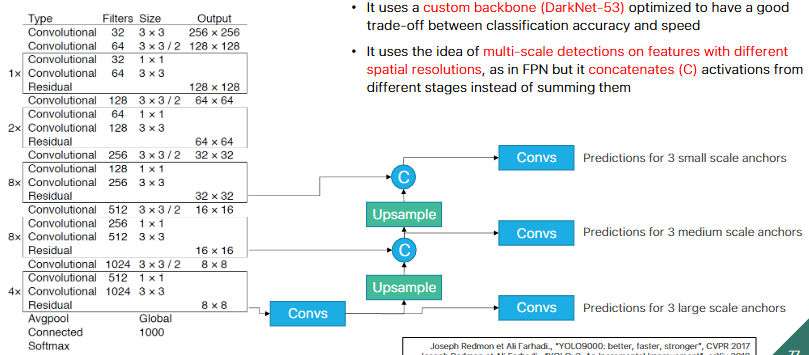 Type Filters Size Output
Convolutional 32 3 × 3 256 × 256
Convolutional 64 3 × 3 / 2 128 × 128
Convolutional 32 1 × 1
1× Convolutional 64 3 × 3
Residual 128 × 128
Convolutional 128 3 × 3 / 2 64 × 64
Convolutional 64 1 × 1
2× Convolutional 128 3 × 3
Residual 64 × 64
Convolutional 256 3 × 3 / 2 32 × 32
Convolutional 128 1 × 1
8× Convolutional 256 3 × 3
Residual 32 × 32
Convolutional 512 3 × 3 / 2 16 × 16
Convolutional 256 1 × 1
8× Convolutional 512 3 × 3
Residual 16 × 16
Convolutional 1024 3 × 3 / 2 8 × 8
Convolutional 512 1 × 1
4× Convolutional 1024 3 × 3
Residual 8 × 8
Avgpool Global
Connected 1000
Softmax
• It uses a custom backbone (DarkNet-53) optimized to have a good
trade-off between classification accuracy and speed
• It uses the idea of multi-scale detections on features with different
spatial resolutions, as in FPN but it concatenates (C) activations from
different stages instead of summing them
Convs Predictions for 3 small scale anchors
C
Upsample
Convs Predictions for 3 medium scale anchors
C
Upsample
Convs
Convs Predictions for 3 large scale anchors
Joseph Redmon et Ali Farhadi., "YOLO9000: better, faster, stronger", CVPR 2017